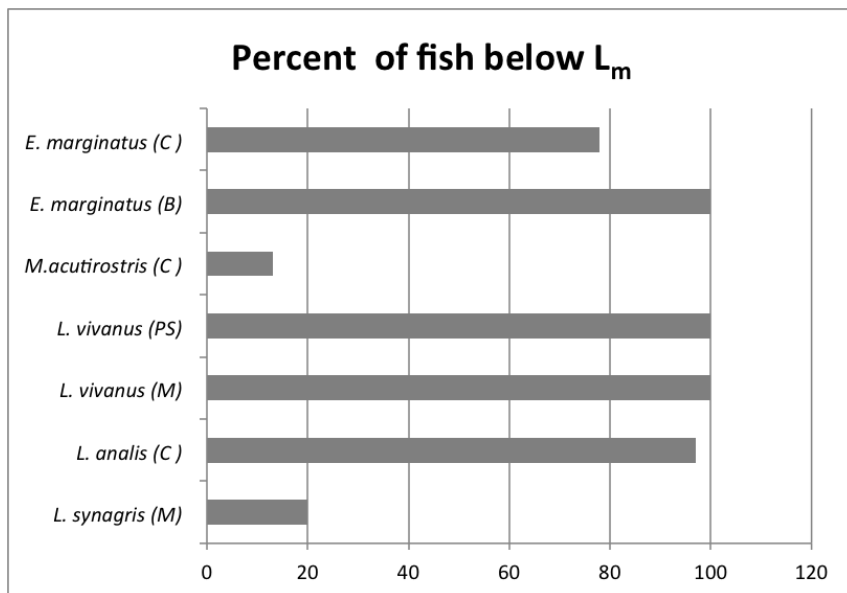 Percent of fish below Lm
E. marginatus (C )
E. marginatus (B)
M.acutirostris (C )
L. vivanus (PS)
L. vivanus (M)
L. analis (C )
L. synagris (M)
0 20 40 60 80 100 120